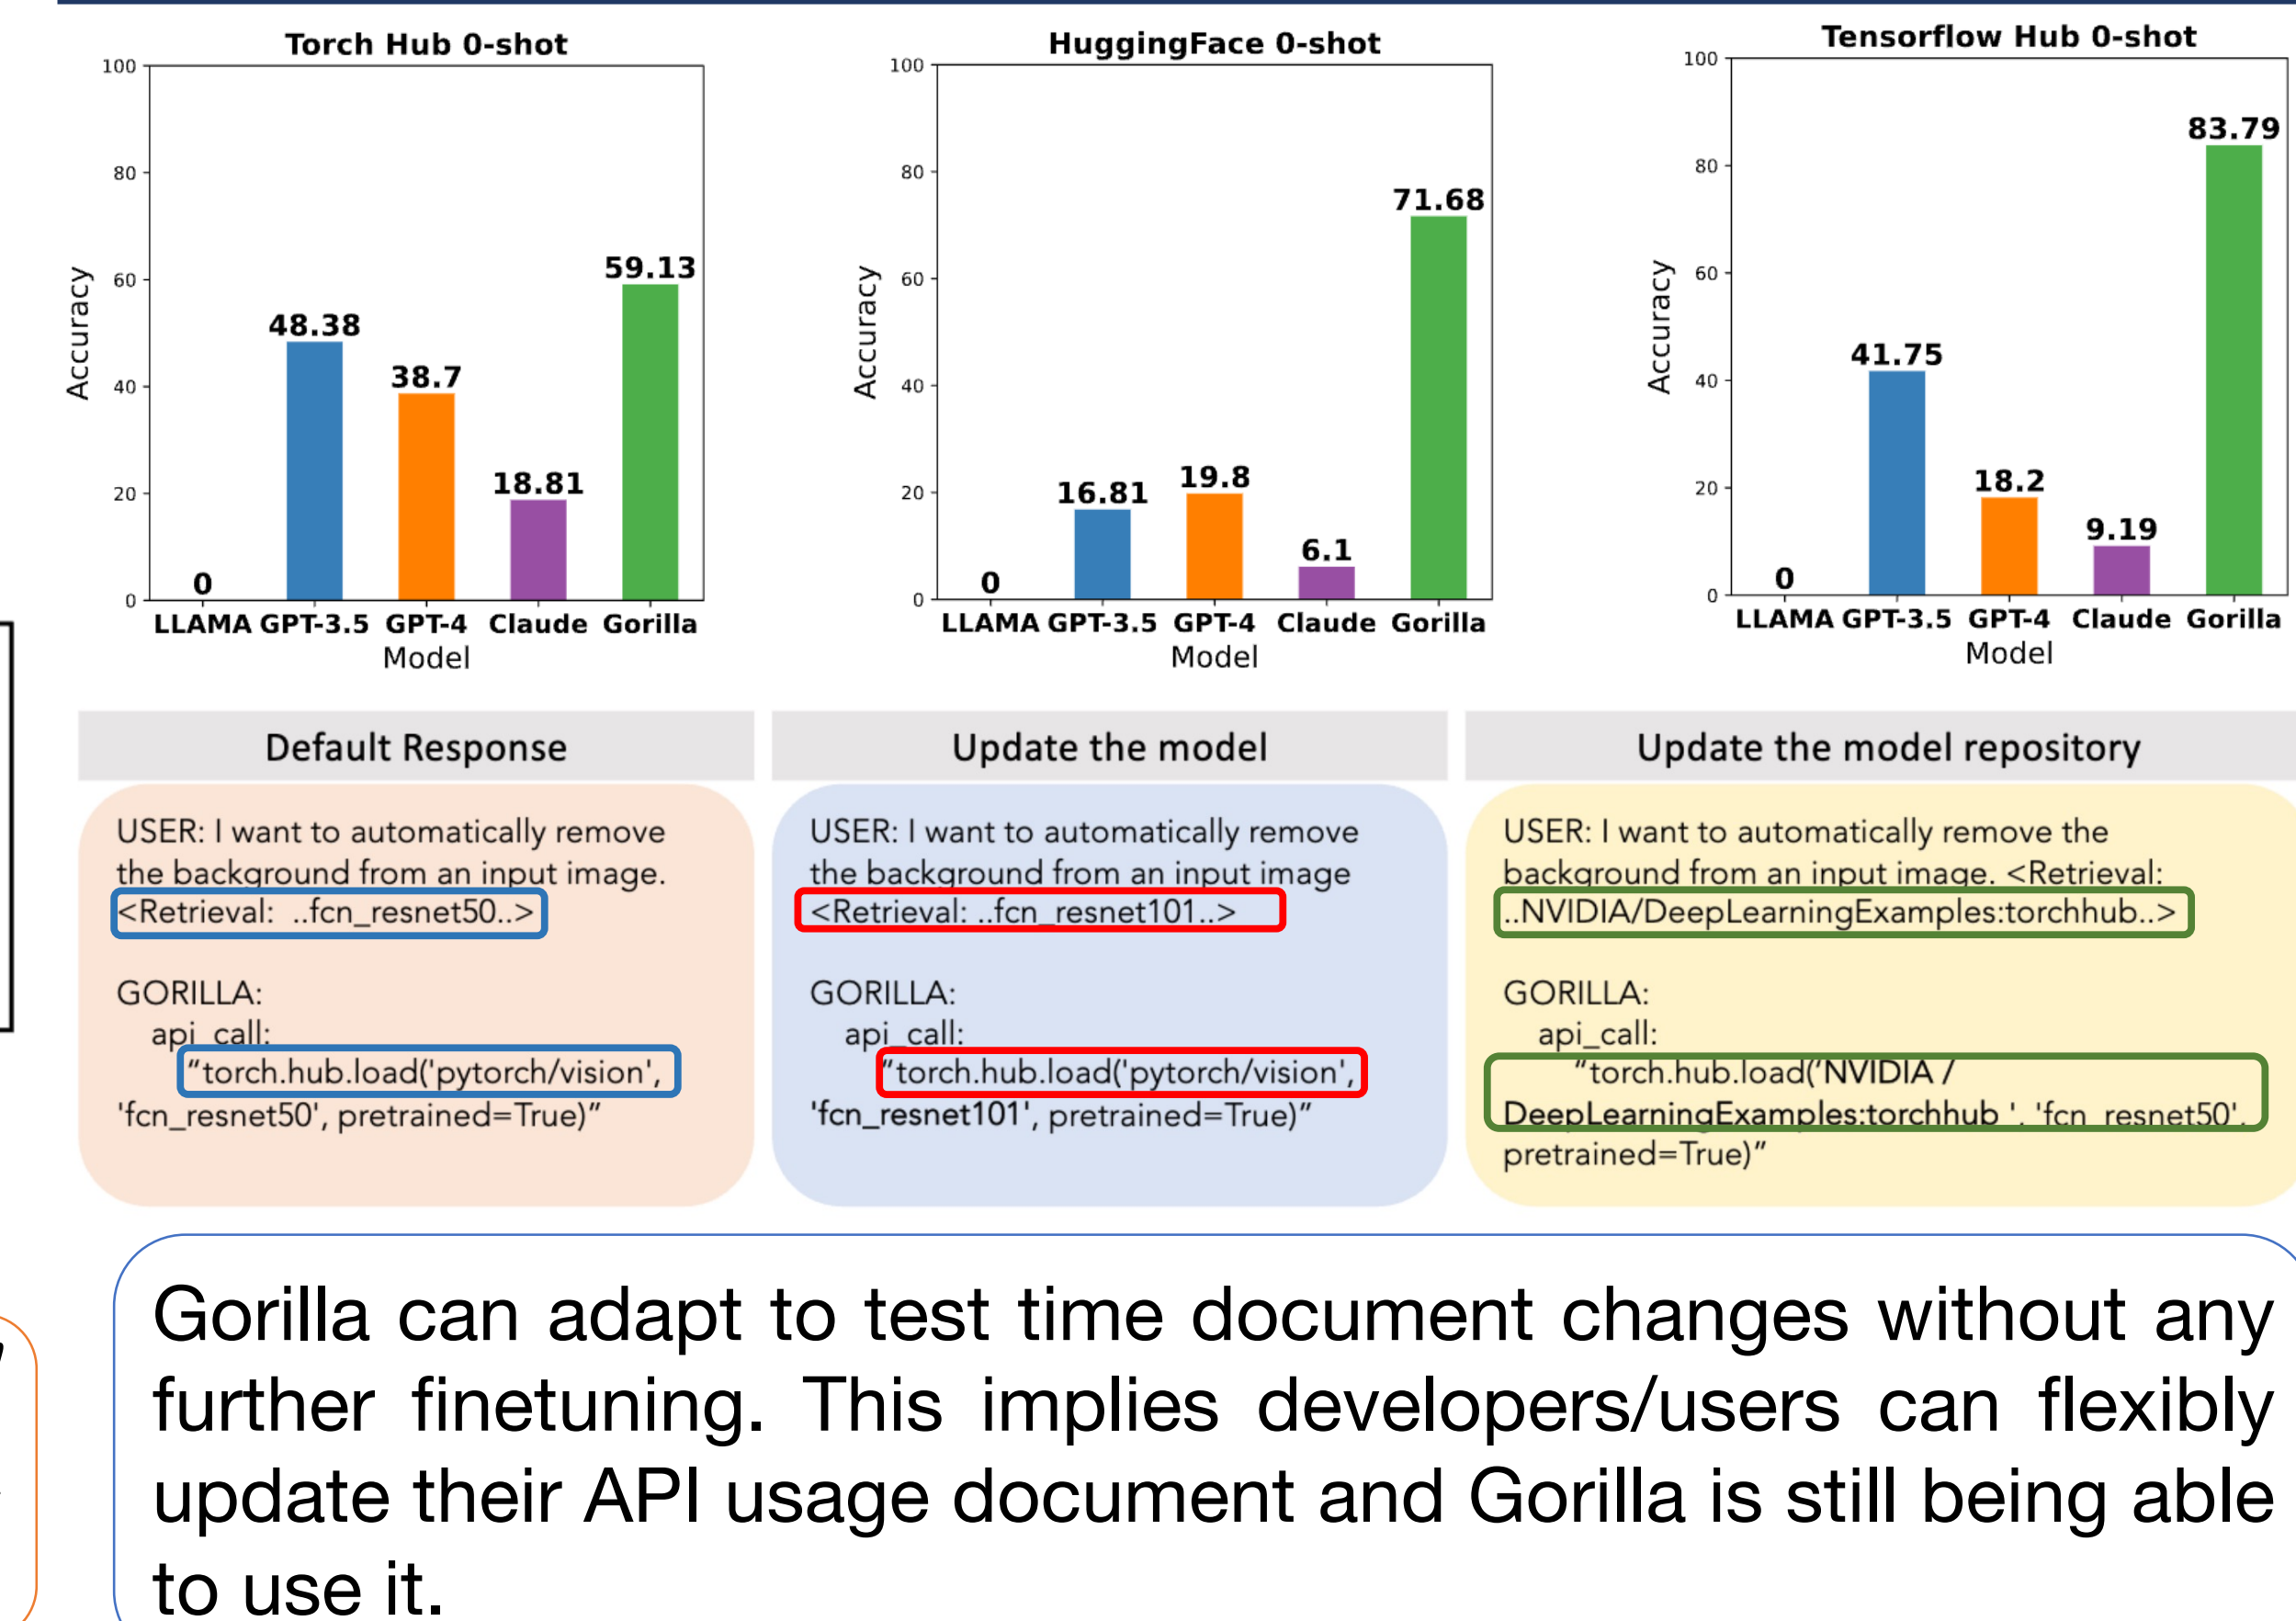 Torch Hub 0-shot
100
80
60
40
20
0
Accuracy
0
48.38
38.7
18.81
59.13
LLAMA GPT-3.5 GPT-4 Claude Gorilla
Model
HuggingFace 0-shot
100
80
60
40
20
0
Accuracy
0
16.81
19.8
6.1
71.68
LLAMA GPT-3.5 GPT-4 Claude Gorilla
Model
Tensorflow Hub 0-shot
100
80
60
40
20
0
Accuracy
0
41.75
18.2
9.19
83.79
LLAMA GPT-3.5 GPT-4 Claude Gorilla
Model
Default Response
USER: I want to automatically remove
the background from an input image.
<Retrieval: ..fcn_resnet50..>
GORILLA:
api_call:
"torch.hub.load('pytorch/vision',
'fcn_resnet50', pretrained=True)”
Update the model
USER: I want to automatically remove
the background from an input image
<Retrieval: ..fcn_resnet101..>
GORILLA:
api_call:
"torch.hub.load('pytorch/vision',
'fcn_resnet101', pretrained=True)”
Update the model repository
USER: I want to automatically remove the
background from an input image. <Retrieval:
..NVIDIA/DeepLearningExamples:torchhub..>
GORILLA:
api_call:
"torch.hub.load(‘NVIDIA /
DeepLearningExamples:torchhub ', 'fcn_resnet50',
pretrained=True)”
Gorilla can adapt to test time document changes without any
further finetuning. This implies developers/users can flexibly
update their API usage document and Gorilla is still being able
to use it.